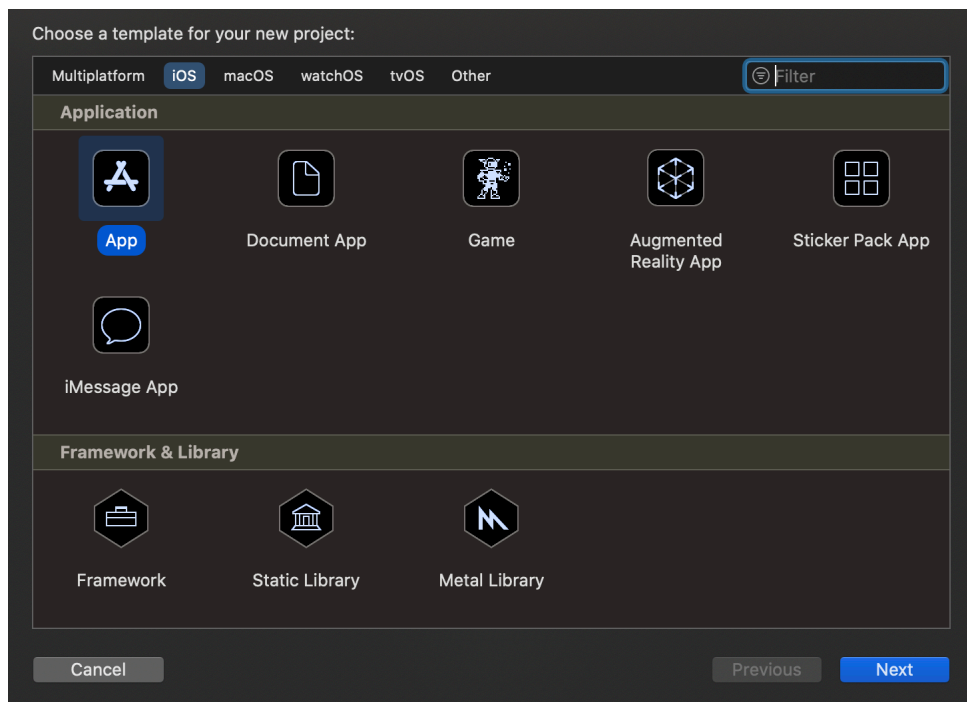 Choose a template for your new project:
Multiplatform iOS macOS watchOS tvOS Other Filter
Application
App Document App Game Augmented Reality App Sticker Pack App
iMessage App
Framework & Library
Framework Static Library Metal Library
Cancel Previous Next